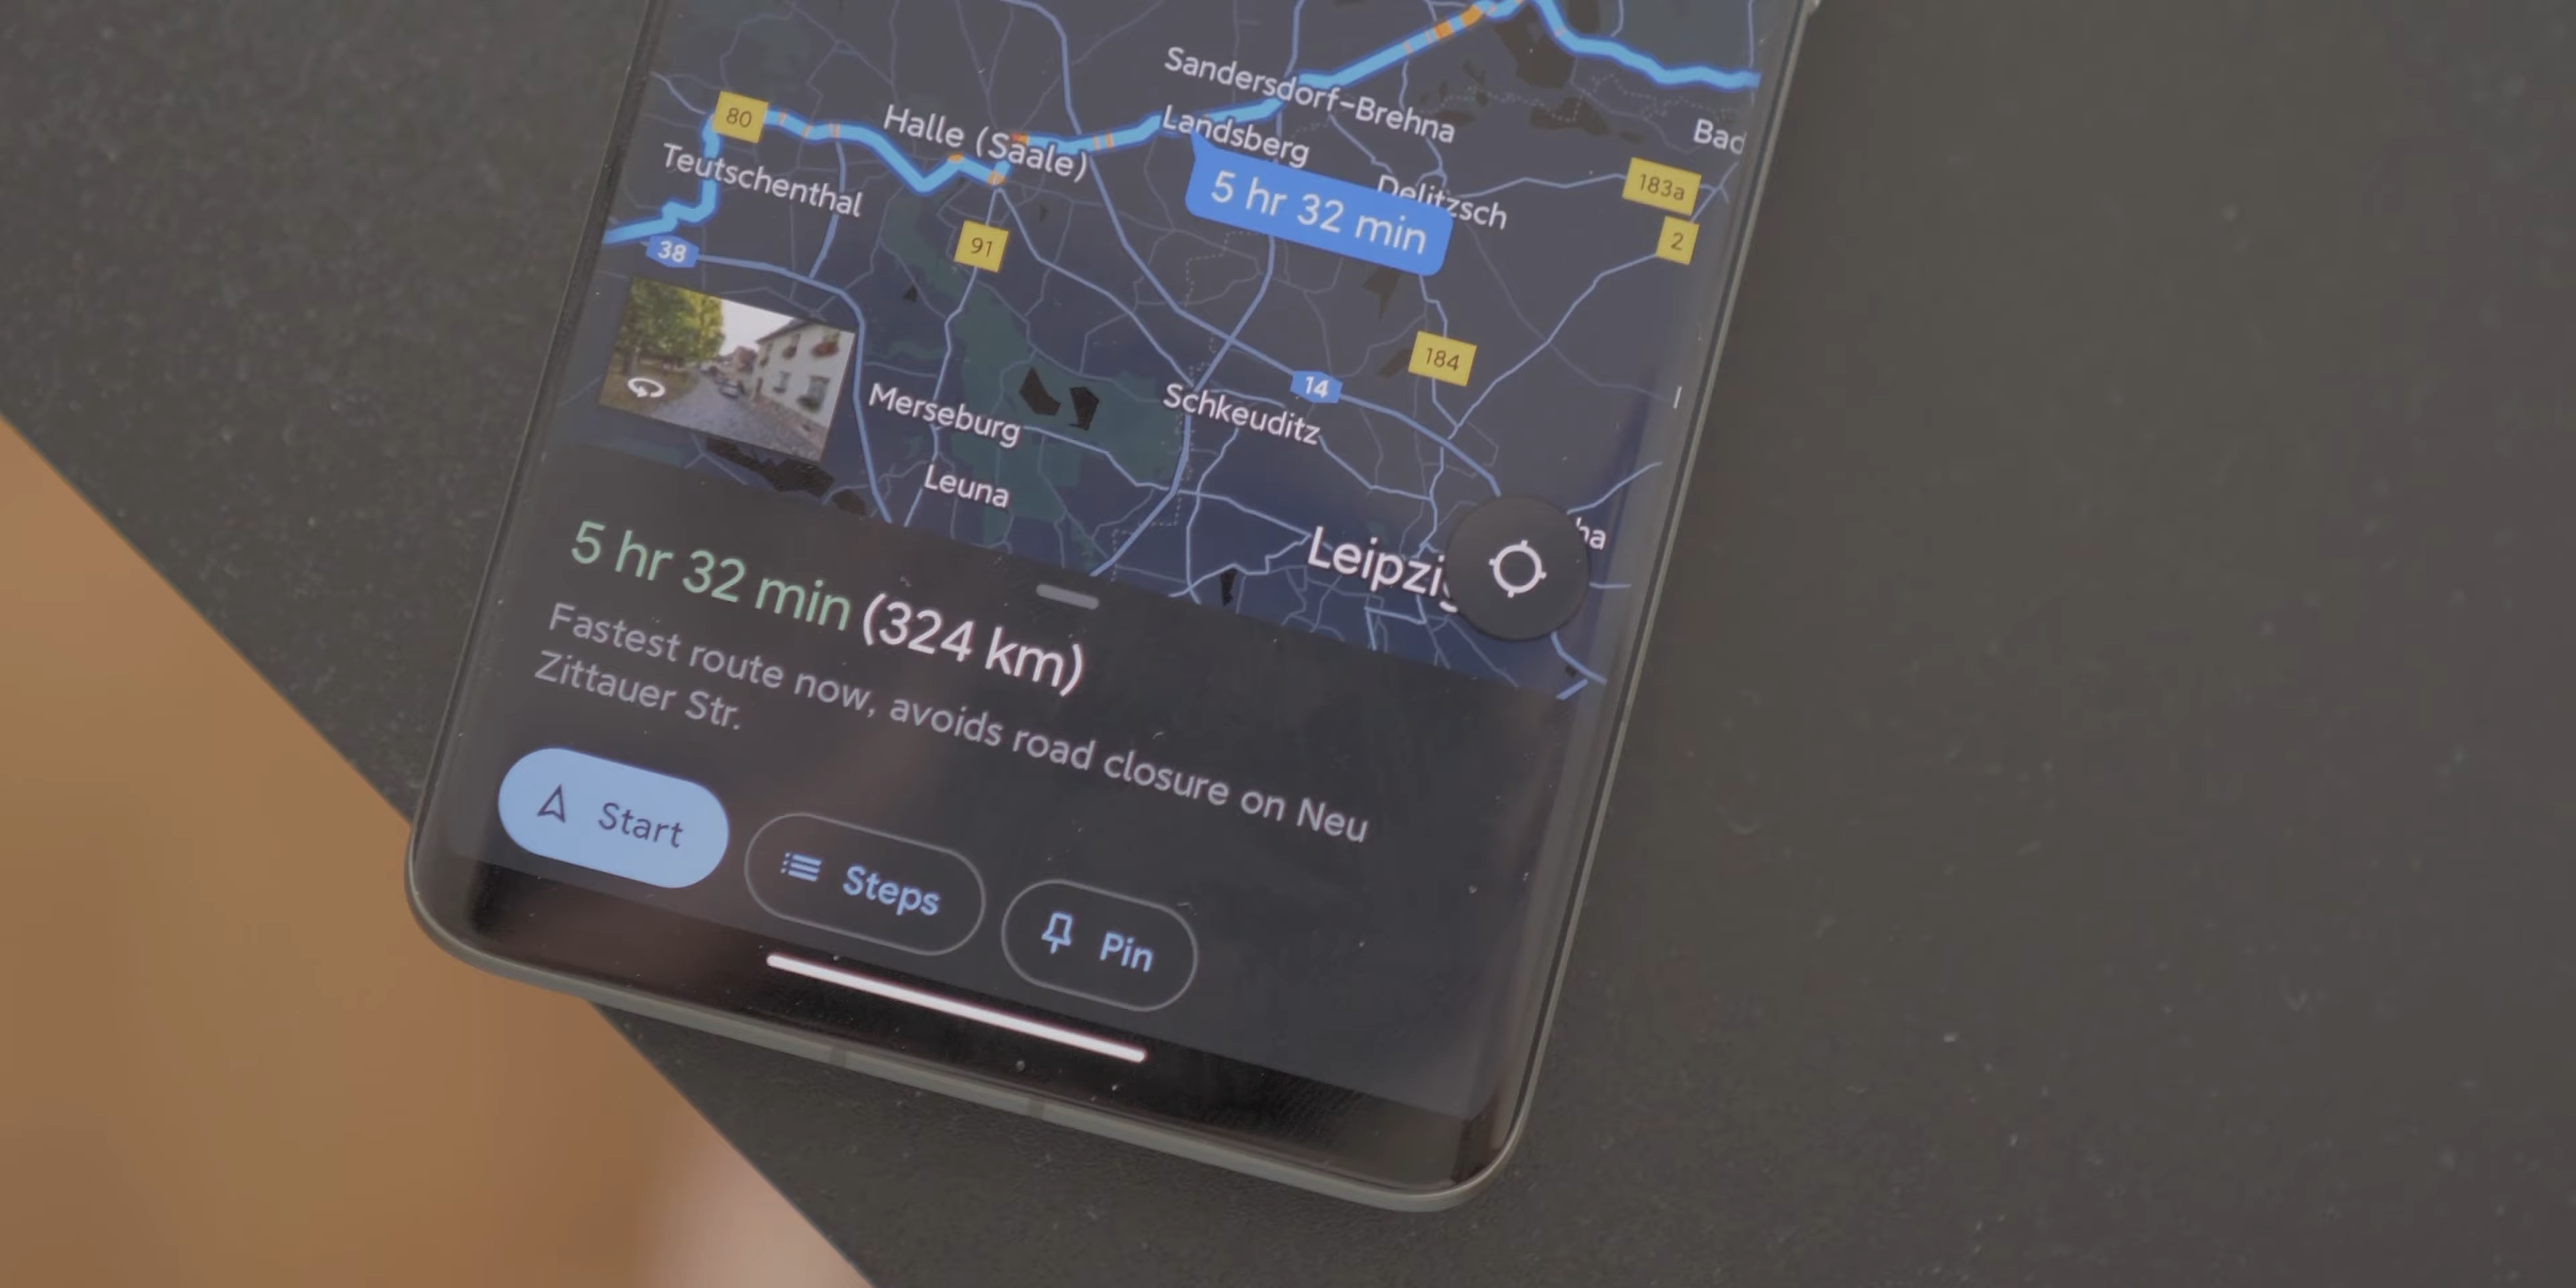 Sandersdorf-Brehna
80
Halle (Saale)
Landsberg
Bad
Teutschenthal
Delitzsch
183a
5 hr 32 min
2
38
91
184
14
Merseburg
Schkeuditz
Leuna
5 hr 32 min (324 km)
Fastest route now, avoids road closure on Neu
Zittauer Str.
Start
Steps
Pin